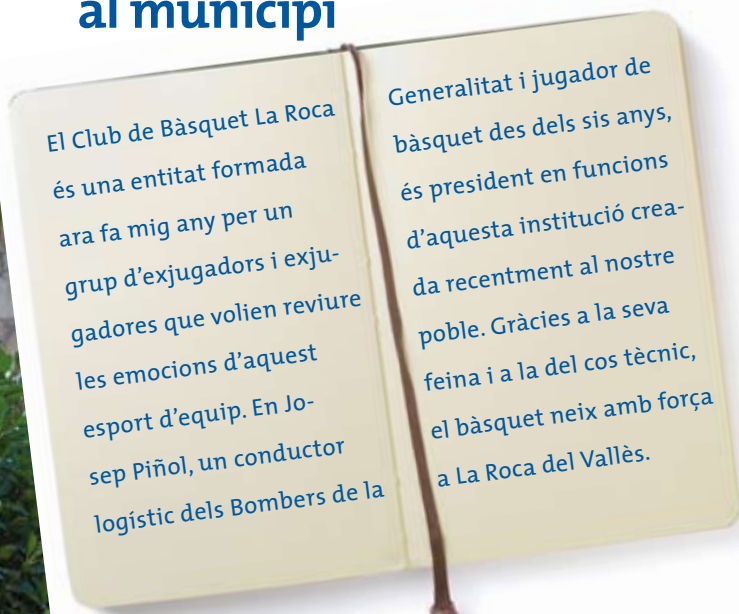 al municipi
El Club de Bàsquet La Roca
és una entitat formada
ara fa mig any per un
grup d'exjugadors i exju-
gadores que volien reviure
les emocions d'aquest
esport d'equip. En Jo-
sep Piñol, un conductor
logístic dels Bombers de la
Generalitat i jugador de
bàsquet des dels sis anys,
és president en funcions
d'aquesta institució crea-
da recentment al nostre
poble. Gràcies a la seva
feina i a la del cos tècnic,
el bàsquet neix amb força
a La Roca del Vallès.